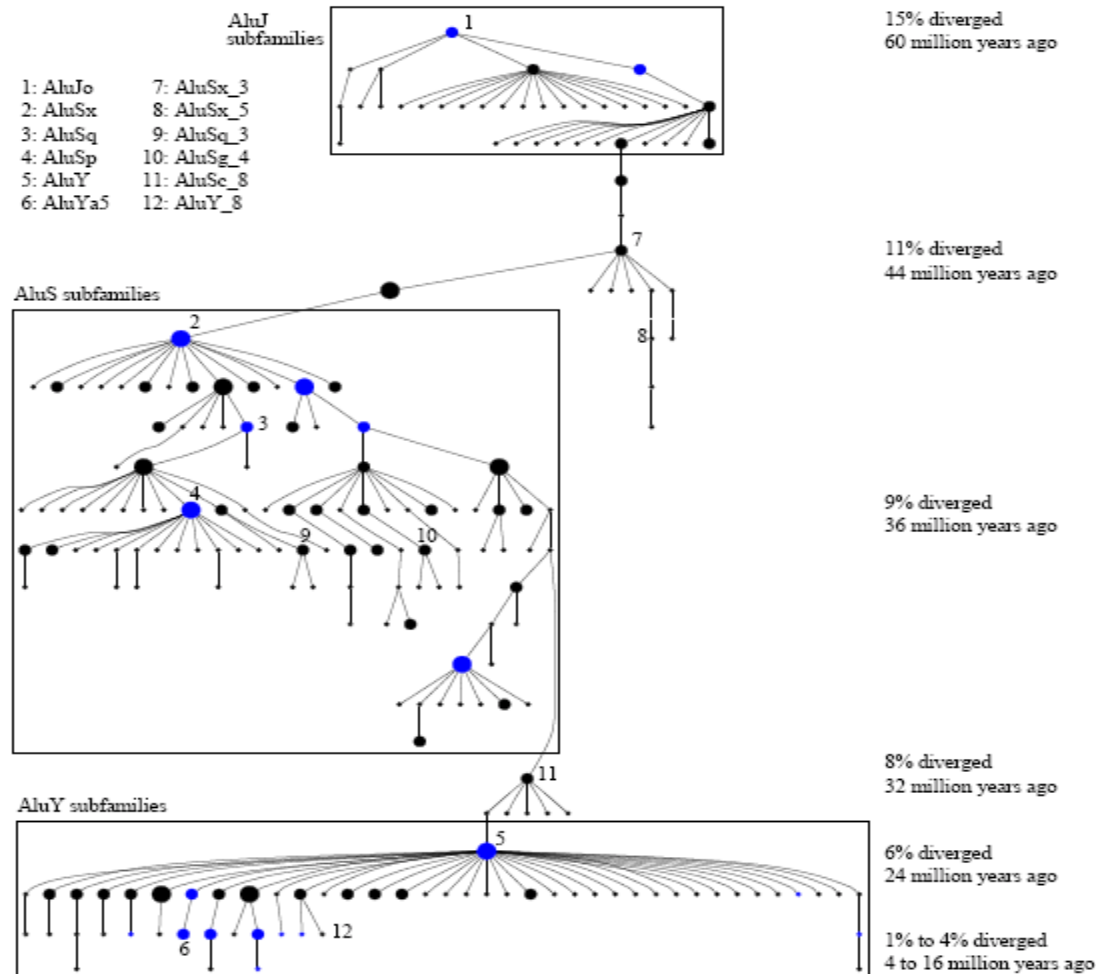 AluJ
subfamilies
1
15% diverged
60 million years ago
1: AluJo 7: AluSx_3
2: AluSx 8: AluSx_5
3: AluSq 9: AluSq_3
4: AluSp 10: AluSg_4
5: AluY 11: AluSc_8
6: AluYa5 12: AluY_8
7
11% diverged
44 million years ago
AluS subfamilies
2
8
3
4
9% diverged
36 million years ago
9
10
8% diverged
32 million years ago
11
AluY subfamilies
5
6% diverged
24 million years ago
6
12
1% to 4% diverged
4 to 16 million years ago